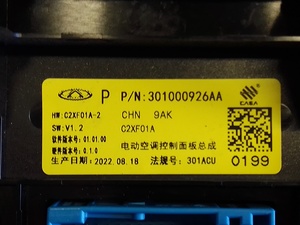 P P/N:301000926AA
CAEA
HW:C2XF01A-2 CHN 9AK
SW:V1.2 C2XF01A
软件版本号: 01.01.00
硬件版本号: 0.1.0 电动空调控制面板总成
生产日期: 2022.08.18 法规号: 301ACU 0199